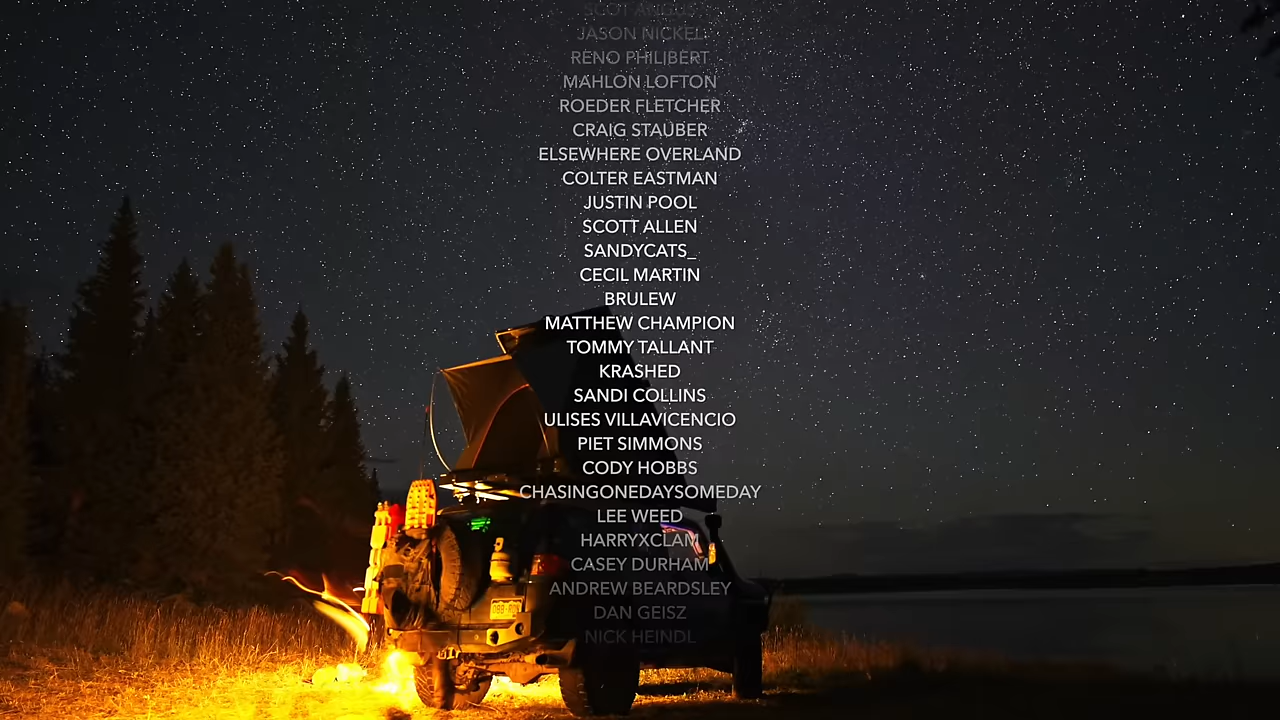 JASON NICKEL
RENO PHILIBERT
MAHLON LOFTON
ROEDER FLETCHER
CRAIG STAUBER
ELSEWHERE OVERLAND
COLTER EASTMAN
JUSTIN POOL
SCOTT ALLEN
SANDYCATS_
CECIL MARTIN
BRULEW
MATTHEW CHAMPION
TOMMY TALLANT
KRASHED
SANDI COLLINS
ULISES VILLAVICENCIO
PIET SIMMONS
CODY HOBBS
CHASINGONEDAYSOMEDAY
LEE WEED
HARRYXCLAM
CASEY DURHAM
ANDREW BEARDSLEY
DAN GEISZ
NICK HEINDL